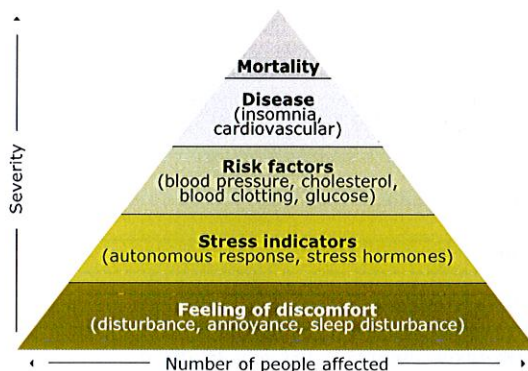 Mortality
Disease
(insomnia,
cardiovascular)
Risk factors
(blood pressure, cholesterol,
blood clotting, glucose)
Stress indicators
(autonomous response, stress hormones)
Feeling of discomfort
(disturbance, annoyance, sleep disturbance)
Severity
Number of people affected